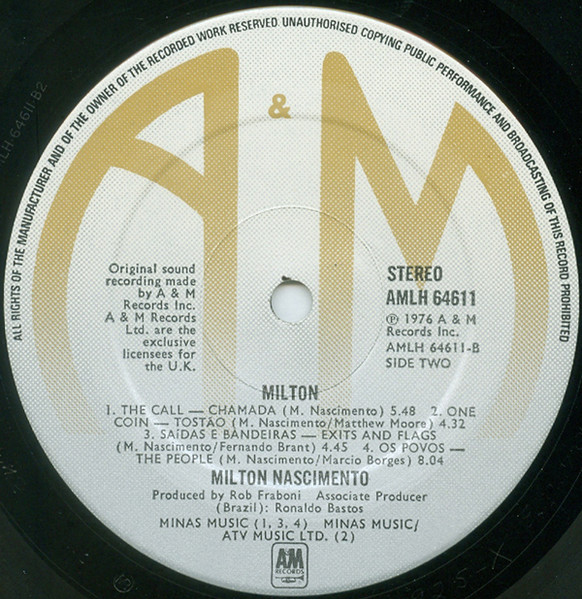 ALL RIGHTS OF THE MANUFACTURER AND OF THE OWNER OF THE RECORDED WORK RESERVED. UNAUTHORISED COPYING PUBLIC PERFORMANCE AND BROADCASTING OF THIS RECORD PROHIBITED
A & M
Original sound
recording made
by A & M
Records Inc.
A & M Records
Ltd. are the
exclusive
licensees for
the U.K.
STEREO
AMLH 64611
℗ 1976 A & M
Records Inc.
AMLH 64611-B
SIDE TWO
MILTON
1. THE CALL — CHAMADA (M. Nascimento) 5.48 2. ONE
COIN — TOSTÃO (M. Nascimento/Matthew Moore) 4.32
3. SAíDAS E BANDEIRAS — EXITS AND FLAGS
(M. Nascimento/Fernando Brant) 4.45 4. OS POVOS —
THE PEOPLE (M. Nascimento/Marcio Borges) 8.04
MILTON NASCIMENTO
Produced by Rob Fraboni Associate Producer
(Brazil): Ronaldo Bastos
MINAS MUSIC (1, 3, 4) MINAS MUSIC/
ATV MUSIC LTD. (2)
AM
RECORDS